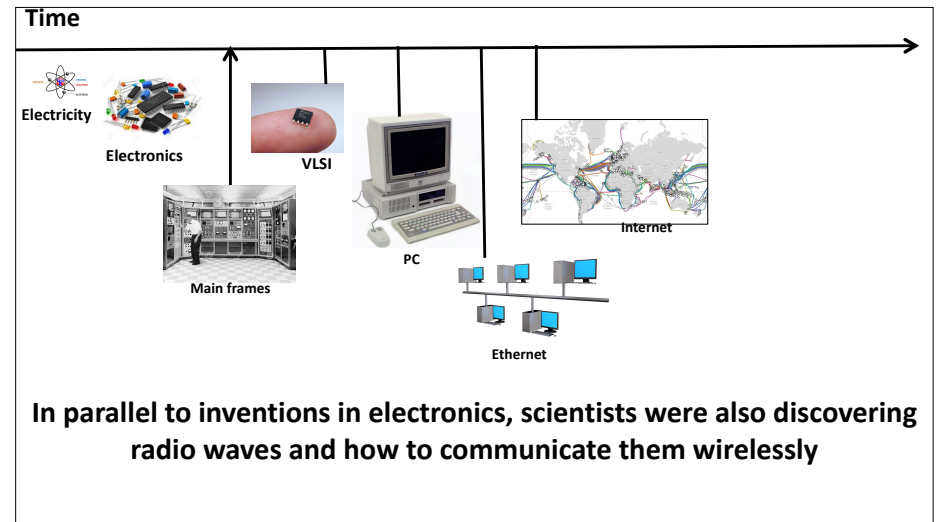 Time
Electricity
Electronics
VLSI
Main frames
PC
Internet
Ethernet
In parallel to inventions in electronics, scientists were also discovering
radio waves and how to communicate them wirelessly